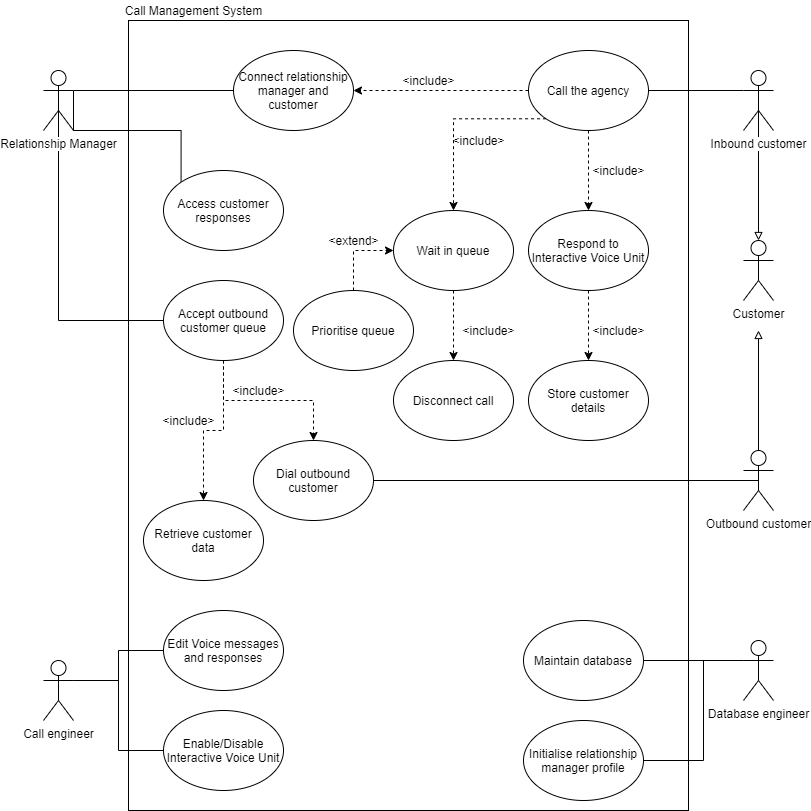 Call Management System
Connect relationship
manager and
customer
<include>
Call the agency
Relationship Manager
Inbound customer
<include>
<include>
Access customer
responses
<extend>
Wait in queue
Respond to
Interactive Voice Unit
Customer
Accept outbound
customer queue
Prioritise queue
<include>
<include>
Disconnect call
Store customer
details
<include>
<include>
Dial outbound
customer
Outbound customer
Retrieve customer
data
Edit Voice messages
and responses
Maintain database
Call engineer
Database engineer
Enable/Disable
Interactive Voice Unit
Initialise relationship
manager profile